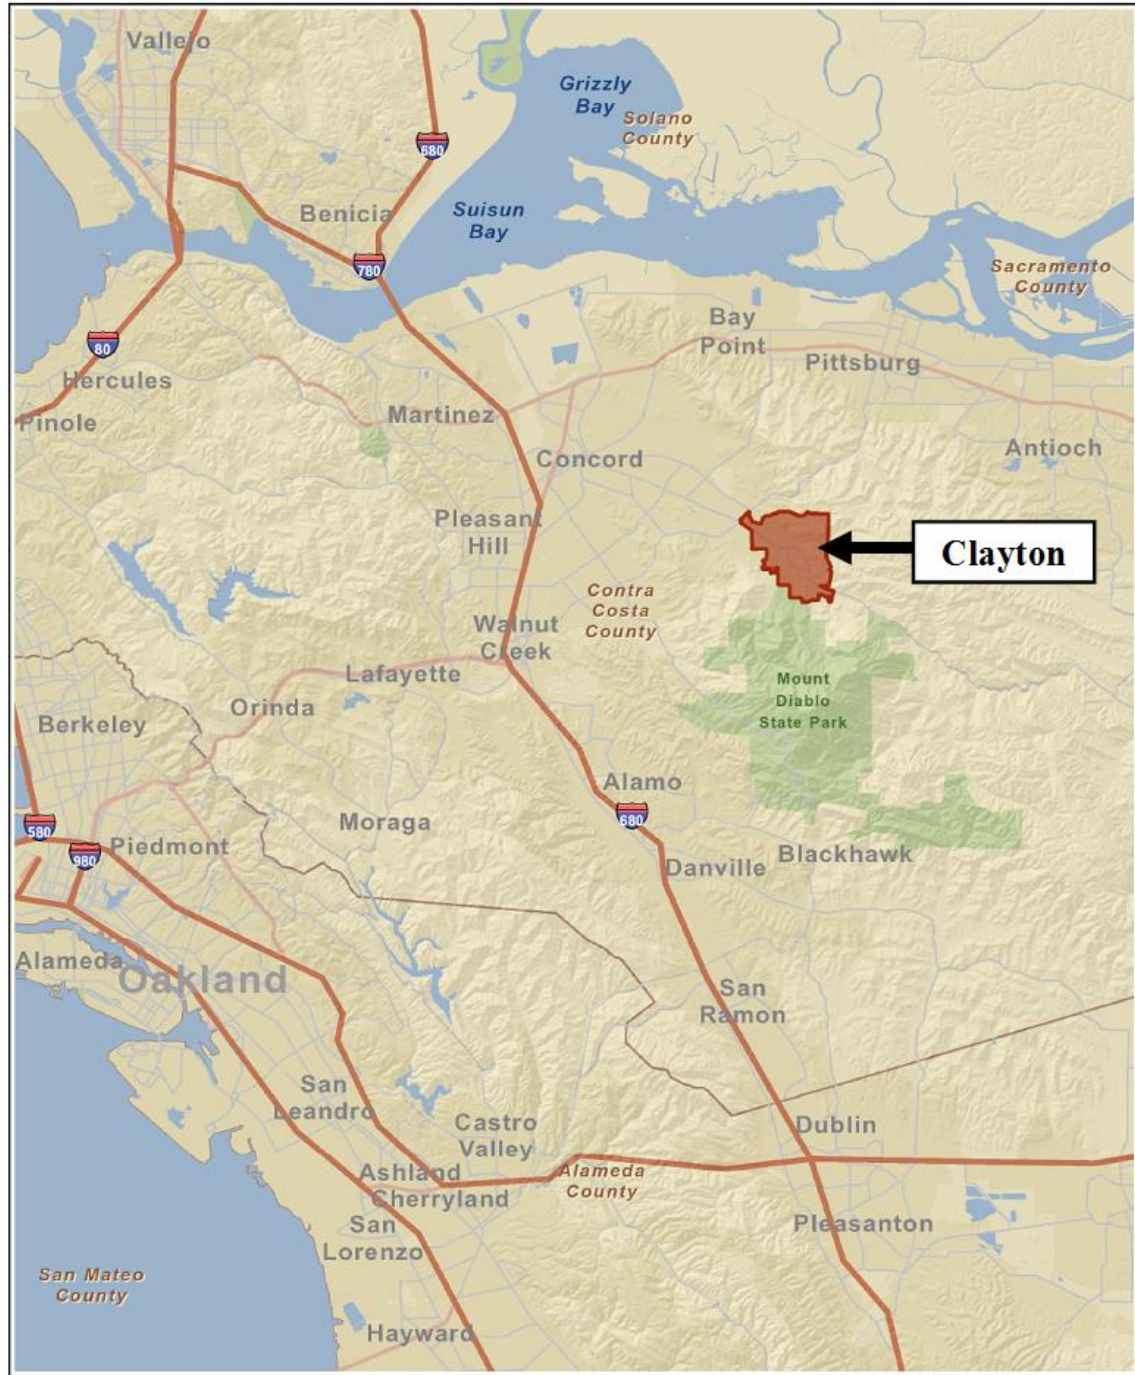 Vallejo
Grizzly
Bay
Solano
County
680
Benicia
Suisun
Bay
780
Sacramento
County
80
Bay
Point
Pittsburg
Hercules
Pinole
Martinez
Antioch
Concord
Pleasant
Hill
Clayton
Contra
Costa
County
Walnut
Creek
Lafayette
Mount
Diablo
State Park
Orinda
Berkeley
Alamo
680
Moraga
580
980
Piedmont
Blackhawk
Danville
Alameda
Oakland
San
Ramon
San
Leandro
Castro
Valley
Dublin
Ashland
Cherryland
Alameda
County
San
Lorenzo
Pleasanton
San Mateo
County
Hayward